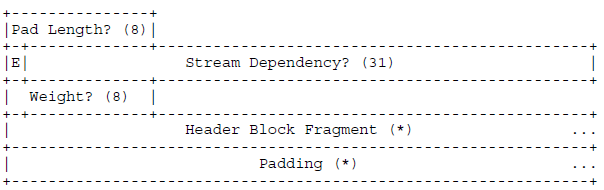 +---------------+
|Pad Length? (8)|
+-+-------------+-----------------------------------------------+
|E|                 Stream Dependency? (31)                     |
+-+-------------+-----------------------------------------------+
|  Weight? (8)  |
+-+-------------+-----------------------------------------------+
|                   Header Block Fragment (*)                ...
+---------------------------------------------------------------+
|                           Padding (*)                      ...
+---------------------------------------------------------------+